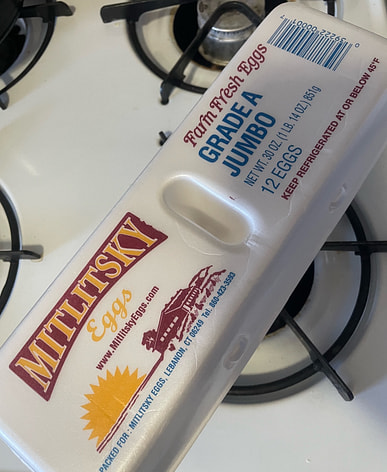 Farm Fresh Eggs
GRADE A
JUMBO
NET WT. 30 OZ. (1 LB. 14 OZ.) 851g
12 EGGS
KEEP REFRIGERATED AT OR BELOW 45°F
MITLITSKY
Eggs
www.MitlitskyEggs.com
PACKED FOR: MITLITSKY EGGS, LEBANON, CT 06249 Tel. 860-423-3593